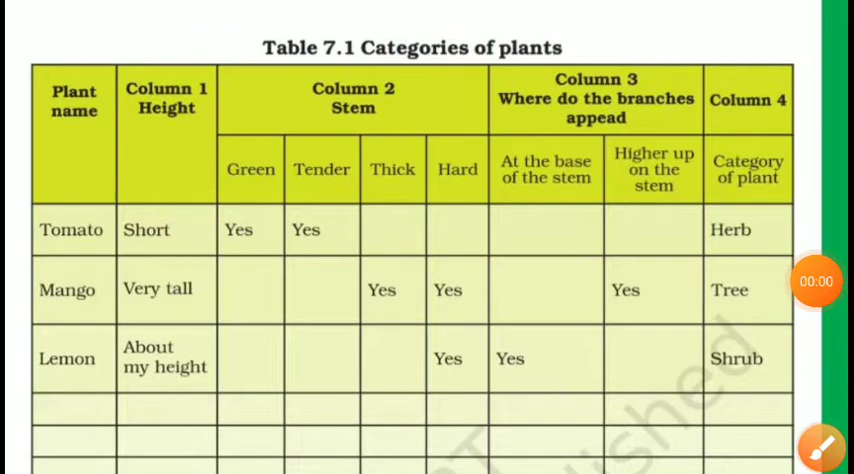 Table 7.1 Categories of plants
Plant name | Column 1 Height | Column 2 Stem | Column 3 Where do the branches appead | Column 4
Green | Tender | Thick | Hard | At the base of the stem | Higher up on the stem | Category of plant
Tomato | Short | Yes | Yes | Herb
Mango | Very tall | Yes | Yes | Yes | Tree
Lemon | About my height | Yes | Yes | Shrub
00:00